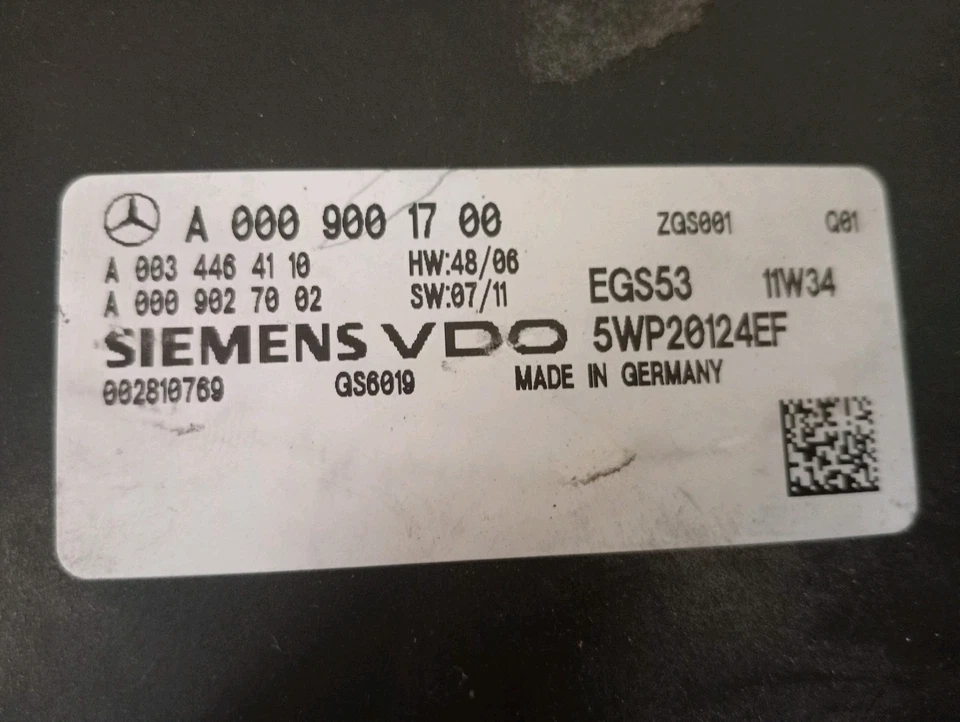 A 000 900 17 00 ZGS001 Q01
A 003 446 41 10 HW:48/06
A 000 902 70 02 SW:07/11 EGS53 11W34
SIEMENS VDO 5WP20124EF
002810769 GS6019 MADE IN GERMANY